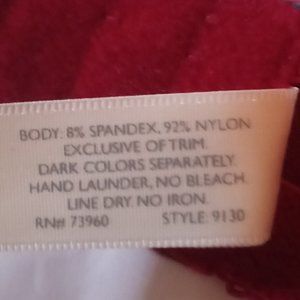 BODY: 8% SPANDEX, 92% NYLON
EXCLUSIVE OF TRIM.
DARK COLORS SEPARATELY.
HAND LAUNDER, NO BLEACH.
LINE DRY. NO IRON.
RN# 73960 STYLE: 9130